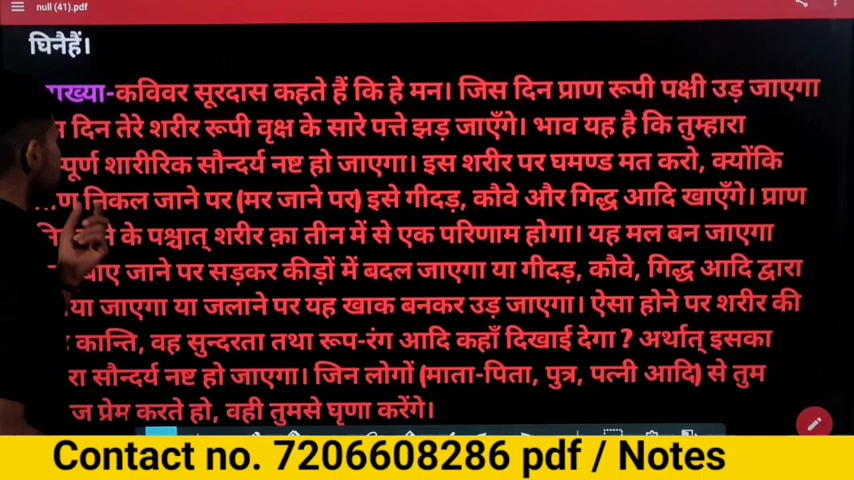 null (41).pdf
घिनैहैं।
ाख्या-कविवर सूरदास कहते हैं कि हे मन। जिस दिन प्राण रूपी पक्षी उड़ जाएगा
दिन तेरे शरीर रूपी वृक्ष के सारे पत्ते झड़ जाएँगे। भाव यह है कि तुम्हारा
पूर्ण शारीरिक सौन्दर्य नष्ट हो जाएगा। इस शरीर पर घमण्ड मत करो, क्योंकि
निकल जाने पर (मर जाने पर) इसे गीदड़, कौवे और गिद्ध आदि खाएँगे। प्राण
के पश्चात् शरीर का तीन में से एक परिणाम होगा। यह मल बन जाएगा
जाने पर सड़कर कीड़ों में बदल जाएगा या गीदड़, कौवे, गिद्ध आदि द्वारा
या जाएगा या जलाने पर यह खाक बनकर उड़ जाएगा। ऐसा होने पर शरीर की
कान्ति, वह सुन्दरता तथा रूप-रंग आदि कहाँ दिखाई देगा ? अर्थात् इसका
रा सौन्दर्य नष्ट हो जाएगा। जिन लोगों (माता-पिता, पुत्र, पत्नी आदि) से तुम
ज प्रेम करते हो, वही तुमसे घृणा करेंगे।
Contact no. 7206608286 pdf / Notes